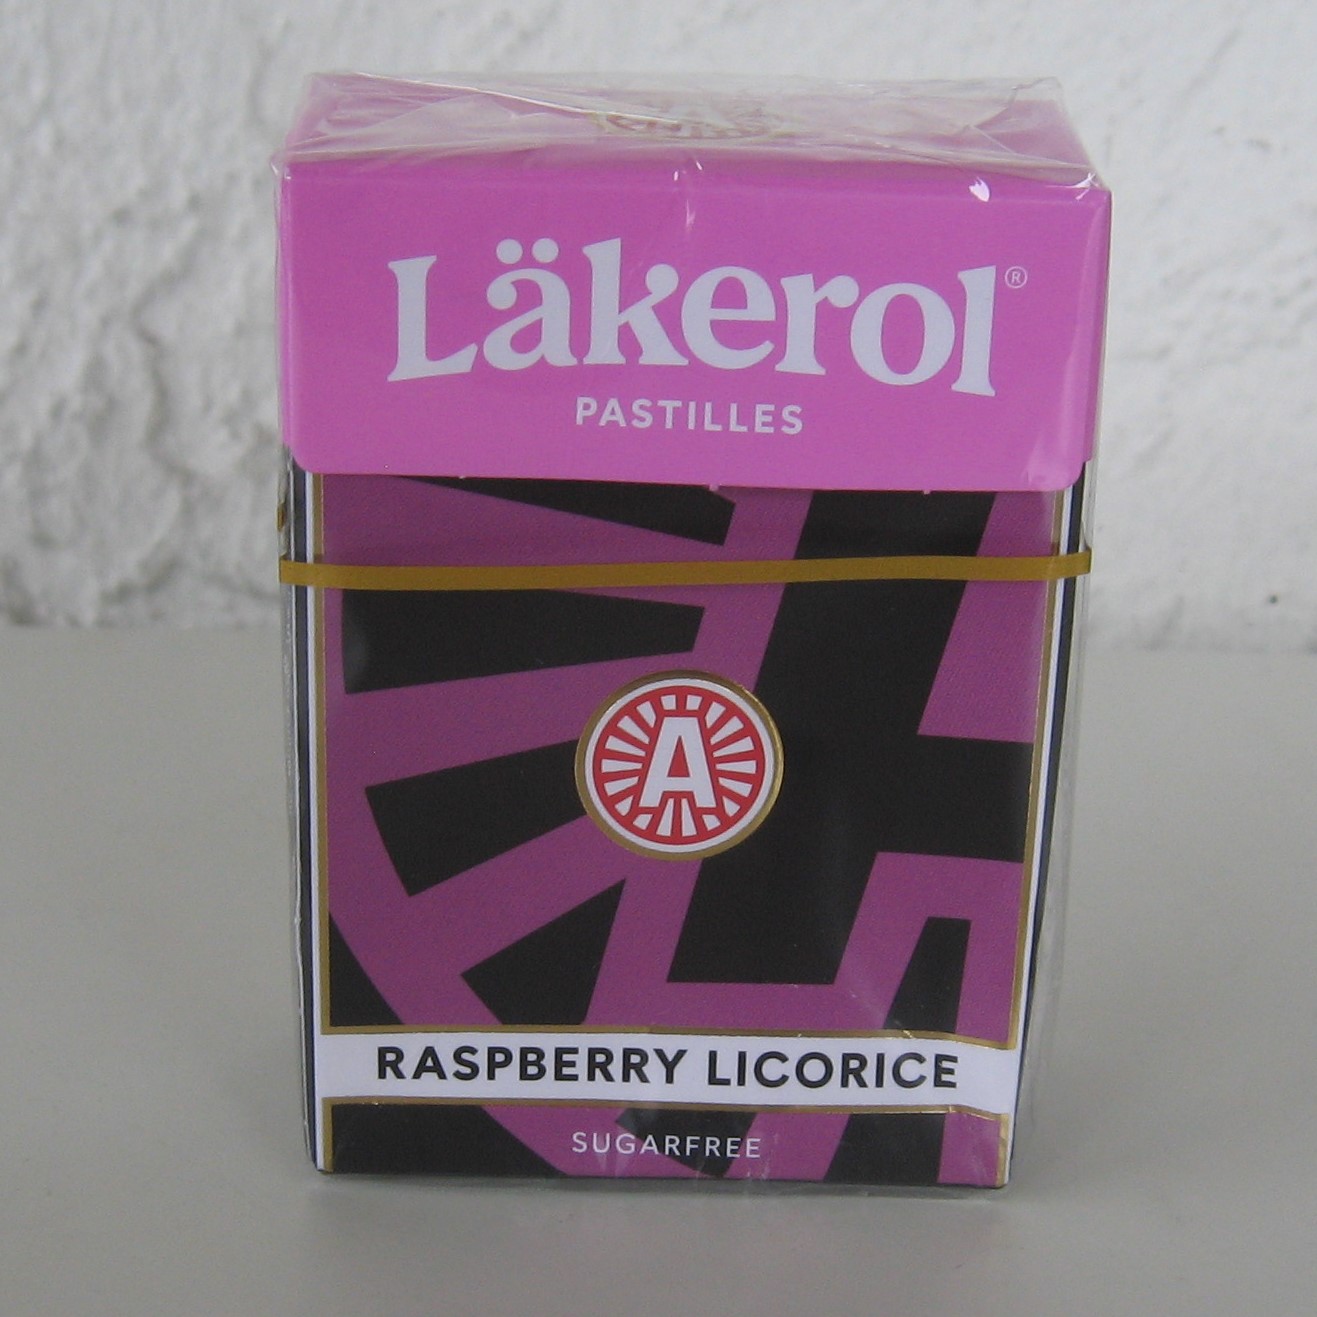 Läkerol®
PASTILLES
A
RASPBERRY LICORICE
SUGARFREE